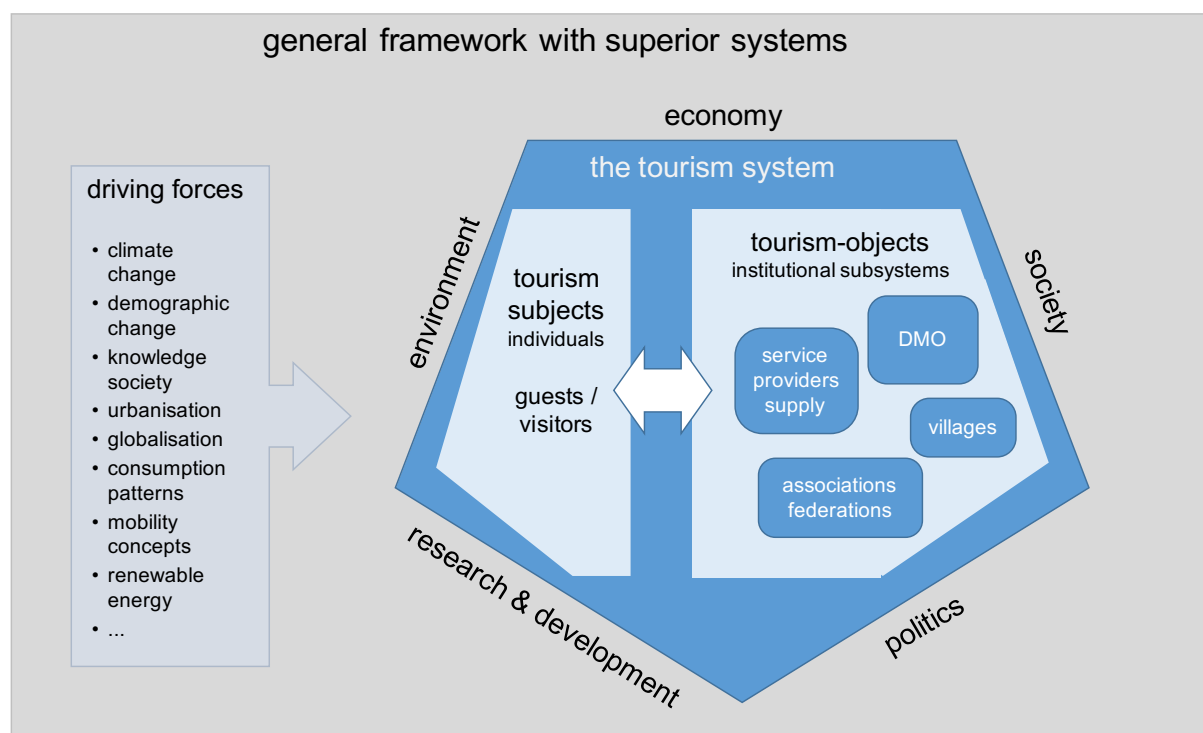 general framework with superior systems
driving forces
• climate
change
• demographic
change
• knowledge
society
• urbanisation
• globalisation
• consumption
patterns
• mobility
concepts
• renewable
energy
• ...
economy
the tourism system
environment
society
research & development
politics
tourism
subjects
individuals
guests /
visitors
tourism-objects
institutional subsystems
service
providers
supply
DMO
villages
associations
federations